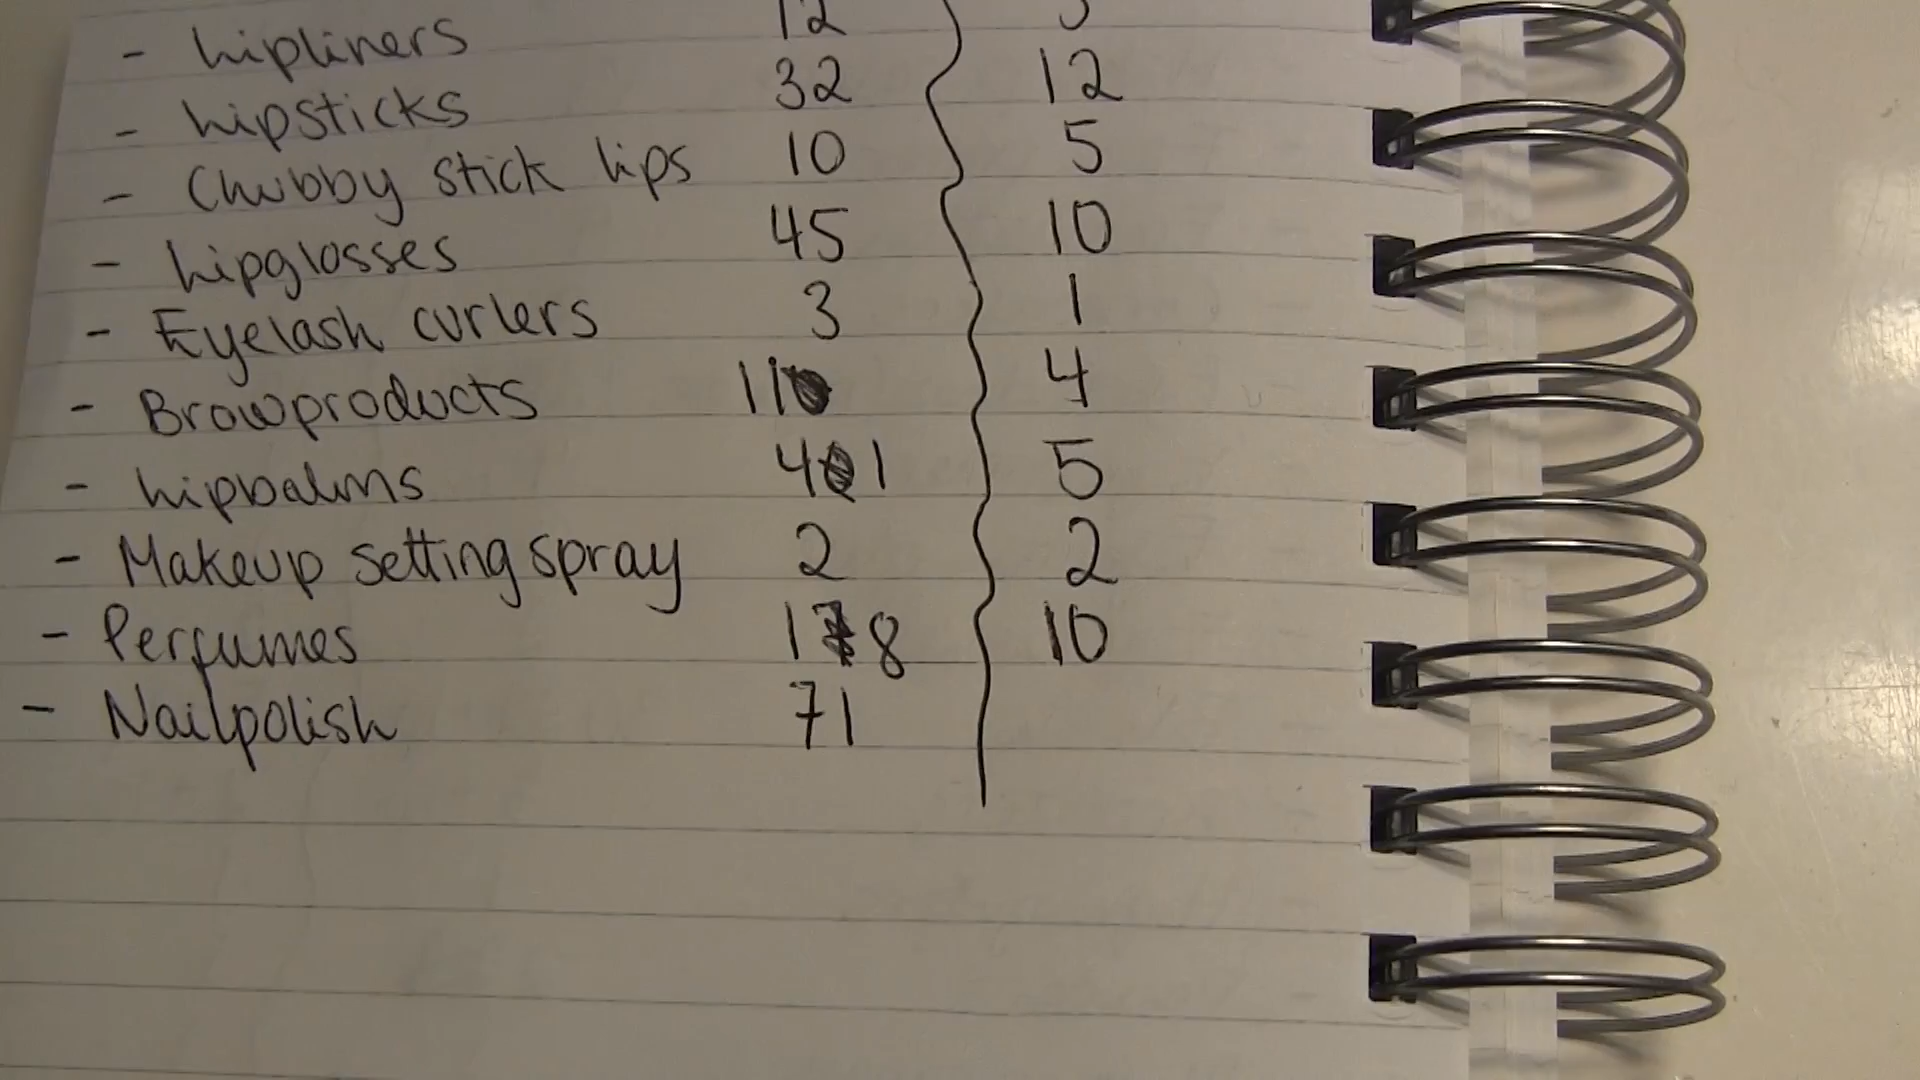 - Lipliners 12
- Lipsticks 32 12
- Chubby stick lips 10 5
- Lipglosses 45 10
- Eyelash curlers 3 1
- Browproducts 11 4
- Lipbalms 41 5
- Makeup setting spray 2 2
- Perfumes 18 10
- Nailpolish 71